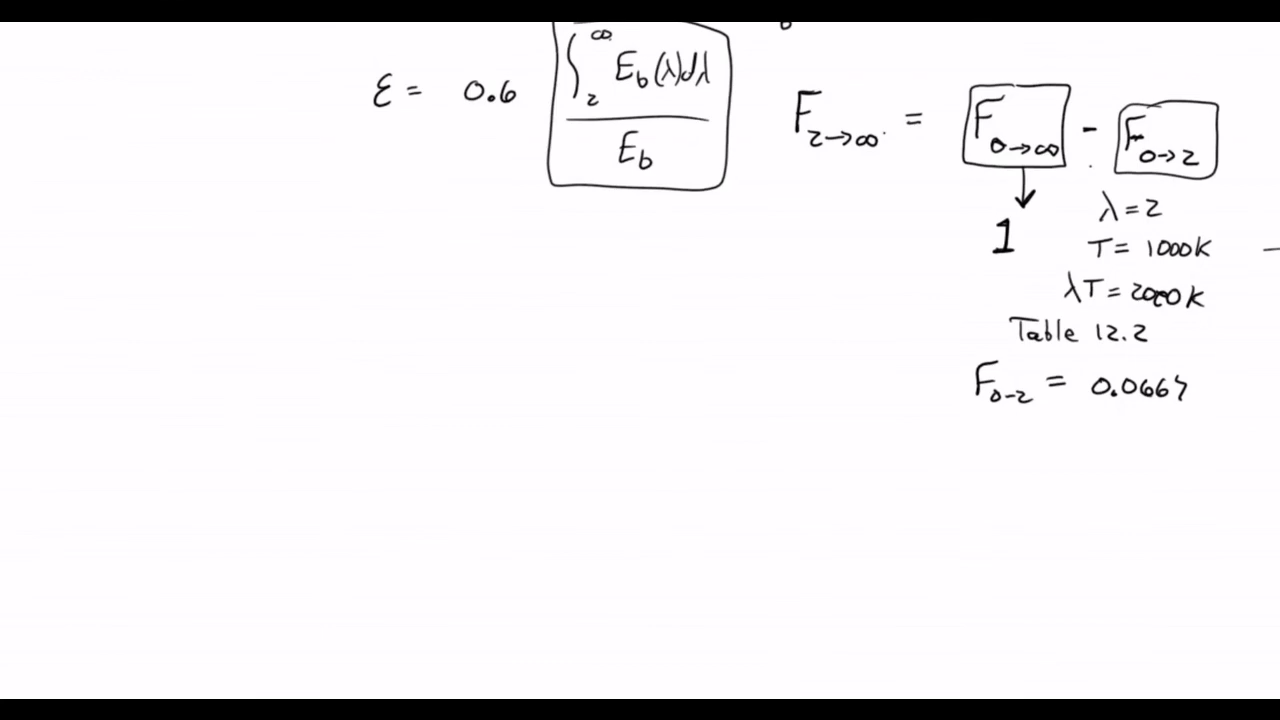 ε = 0.6 ∫₂^∞ E_b(λ)dλ / E_b
F_{2→∞} = F_{0→∞} - F_{0→2}
1
λ = 2
T = 1000K
λT = 2000K
Table 12.2
F_{0-2} = 0.0667